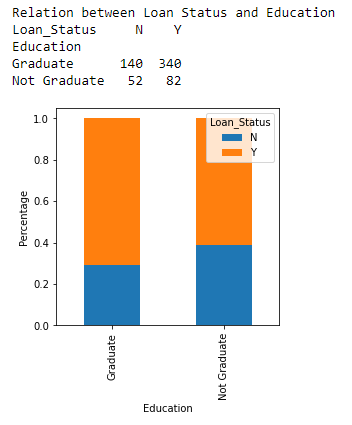 Relation between Loan Status and Education
Loan_Status N Y
Education
Graduate 140 340
Not Graduate 52 82
Loan_Status
N
Y
1.0
0.8
0.6
0.4
0.2
0.0
Percentage
Graduate
Not Graduate
Education